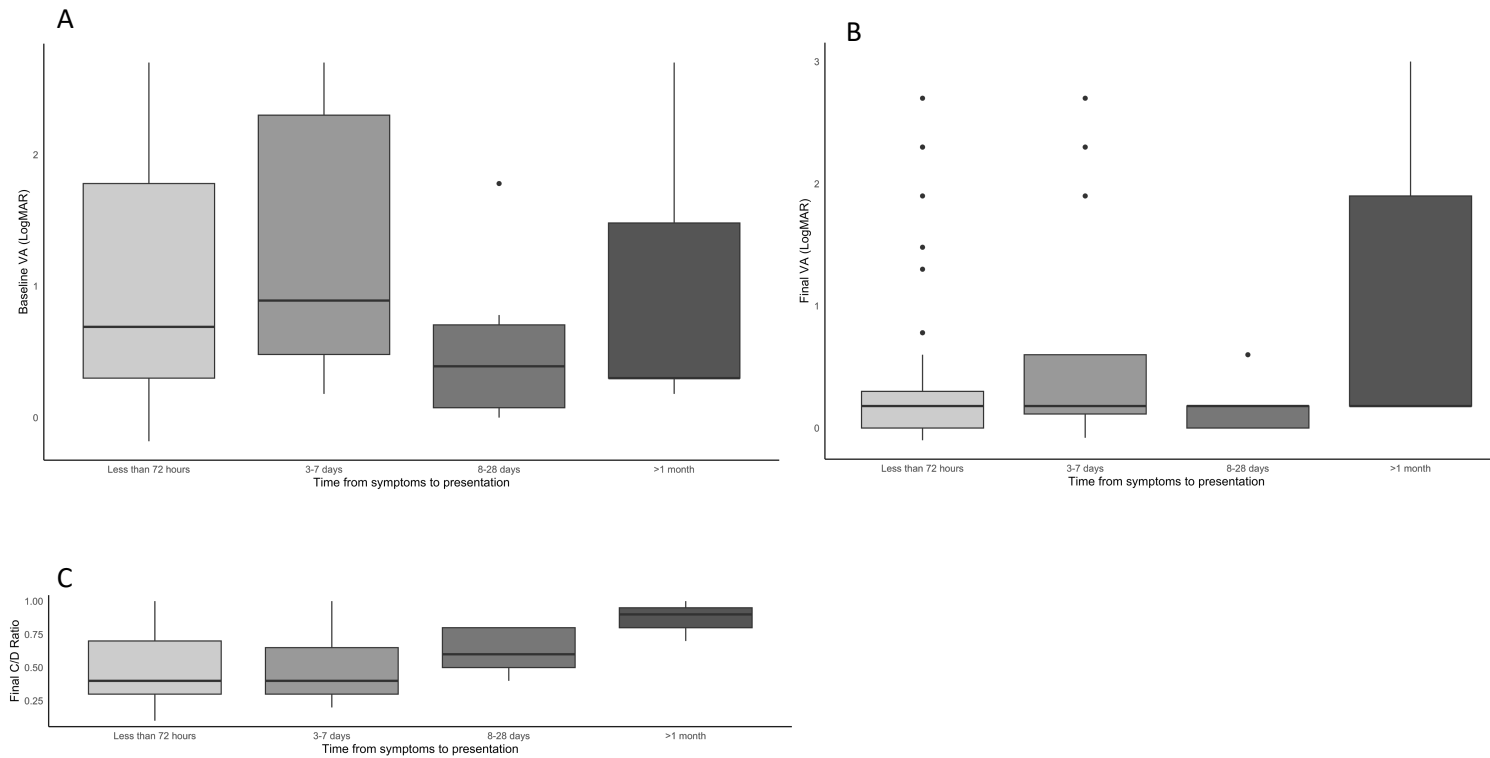 A
Baseline VA (LogMAR)
2
1
0
Less than 72 hours 3-7 days 8-28 days >1 month
Time from symptoms to presentation
B
Final VA (LogMAR)
3
2
1
0
Less than 72 hours 3-7 days 8-28 days >1 month
Time from symptoms to presentation
C
Final C/D Ratio
1.00
0.75
0.50
0.25
Less than 72 hours 3-7 days 8-28 days >1 month
Time from symptoms to presentation